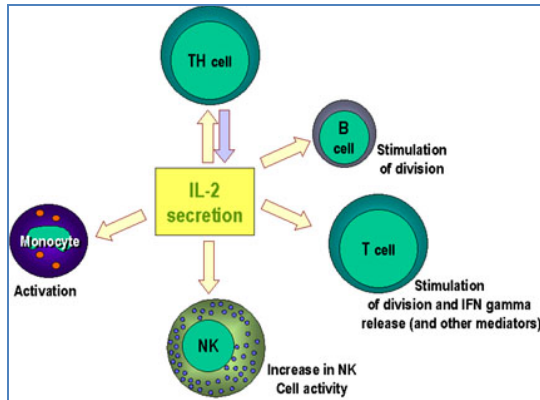 TH cell
B
cell
Stimulation
of division
IL-2
secretion
Monocyte
Activation
T cell
Stimulation
of division and IFN gamma
release (and other mediators)
NK
Increase in NK
Cell activity